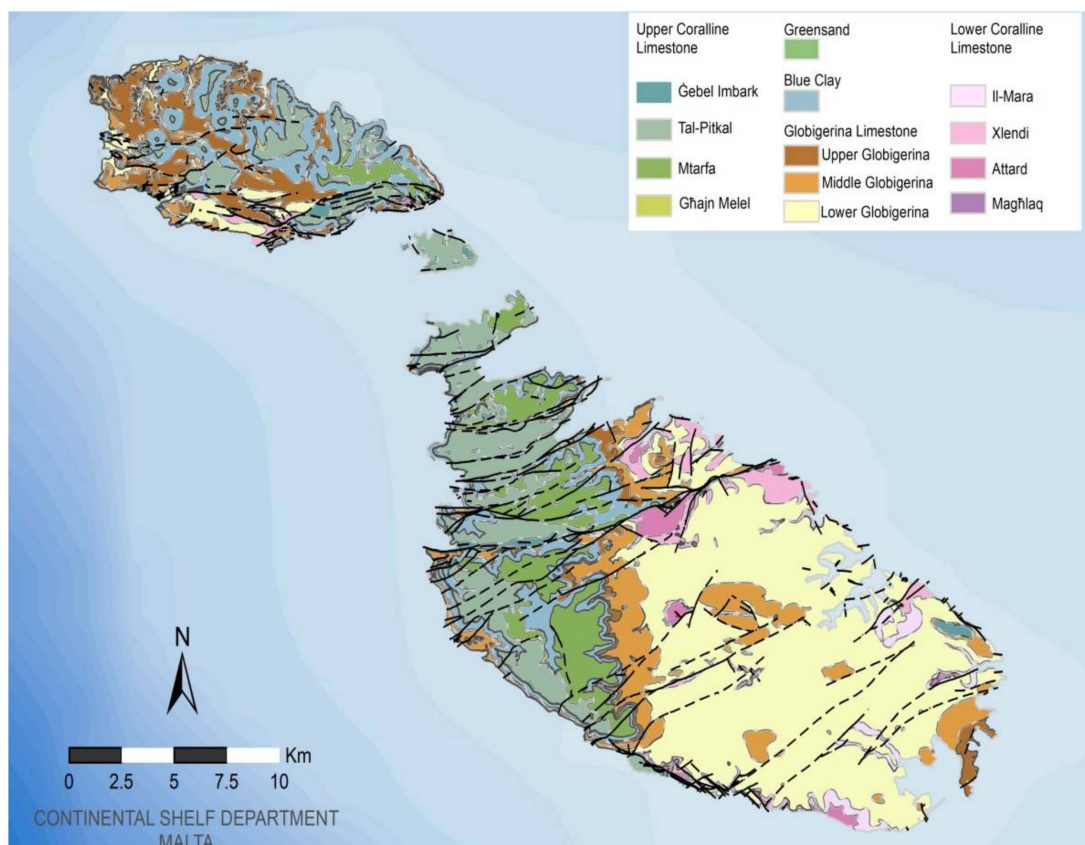 Upper Coralline
Limestone
Ġebel Imbark
Tal-Pitkal
Mtarfa
Għajn Melel
Greensand
Blue Clay
Globigerina Limestone
Upper Globigerina
Middle Globigerina
Lower Globigerina
Lower Coralline
Limestone
Il-Mara
Xlendi
Attard
Magħlaq
N
Km
0 2.5 5 7.5 10
CONTINENTAL SHELF DEPARTMENT
MALTA